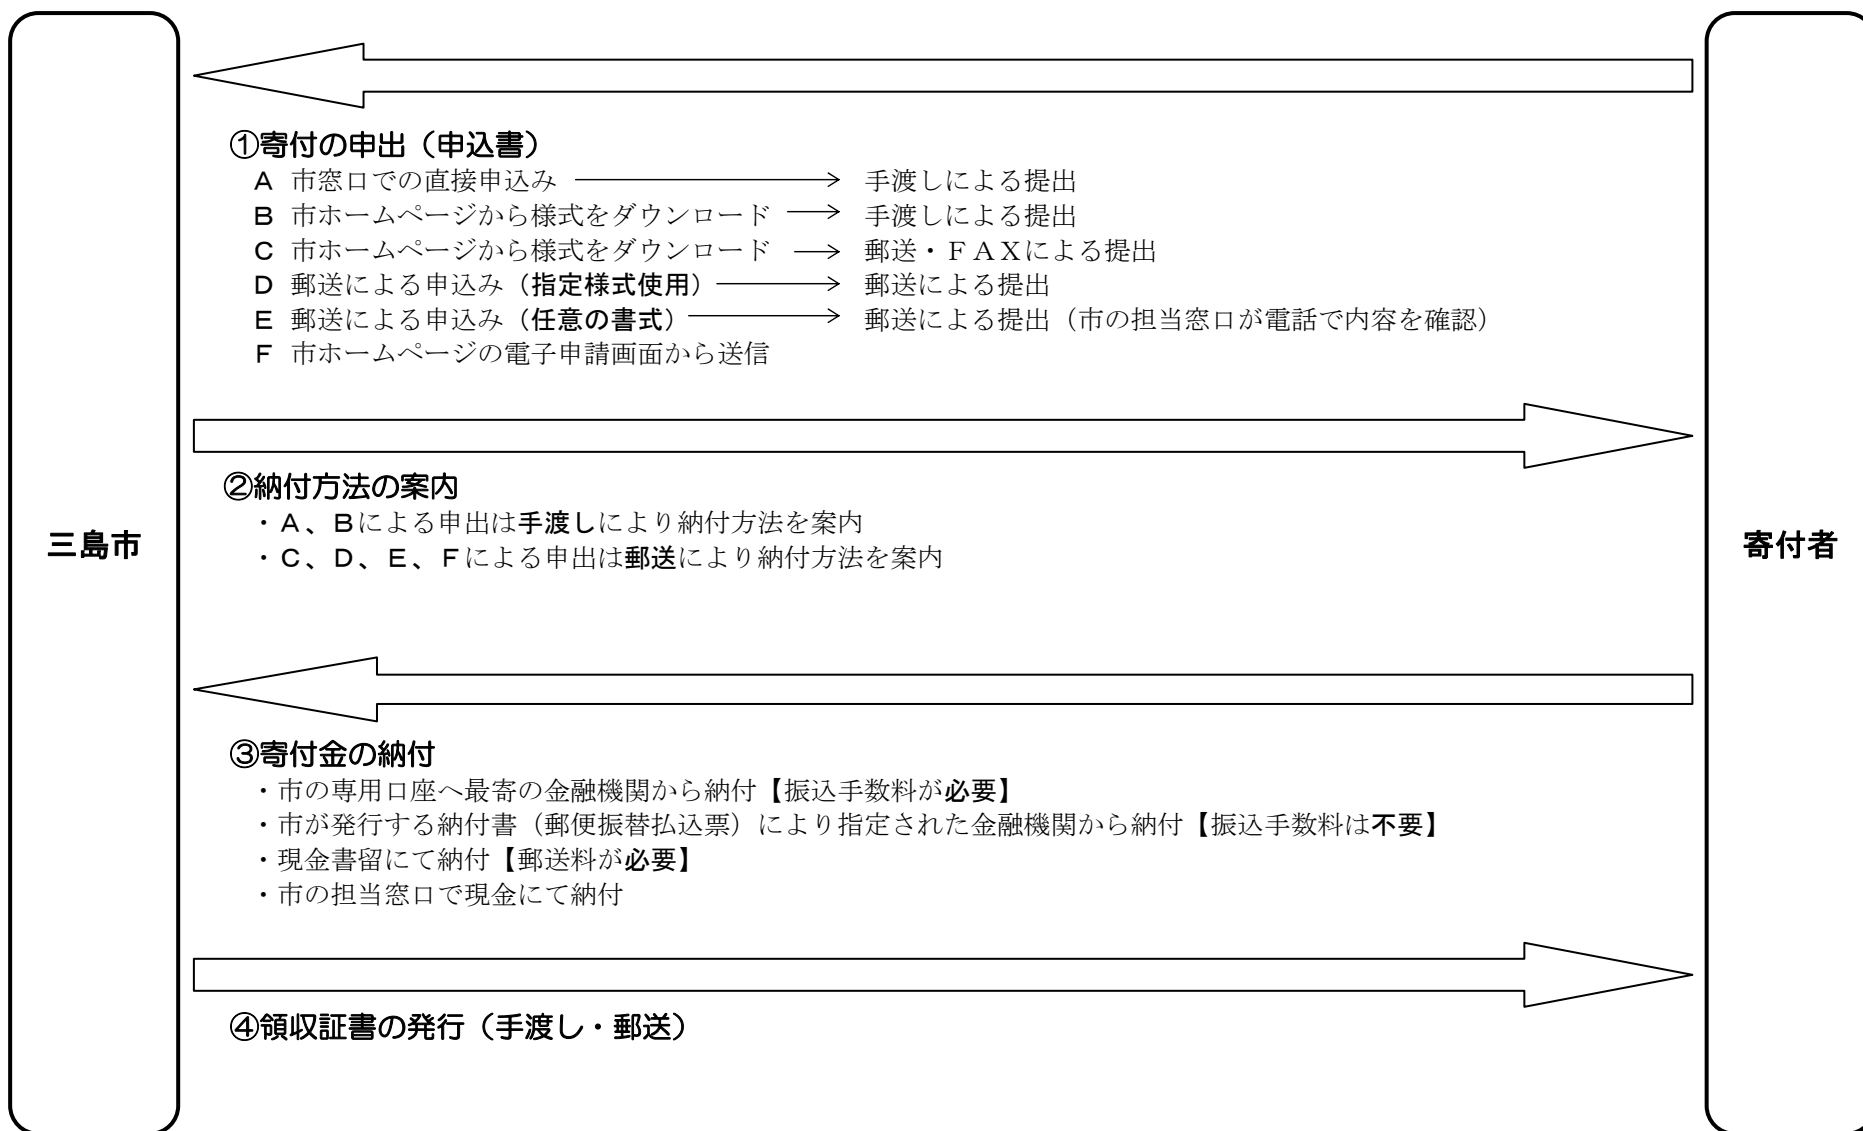 ①寄付の申出（申込書）
A 市窓口での直接申込み 手渡しによる提出
B 市ホームページから様式をダウンロード 手渡しによる提出
C 市ホームページから様式をダウンロード 郵送・ＦＡＸによる提出
D 郵送による申込み（指定様式使用） 郵送による提出
E 郵送による申込み（任意の書式） 郵送による提出（市の担当窓口が電話で内容を確認）
F 市ホームページの電子申請画面から送信
②納付方法の案内
・A、Bによる申出は手渡しにより納付方法を案内
・C、D、E、Fによる申出は郵送により納付方法を案内
三島市
寄付者
③寄付金の納付
・市の専用口座へ最寄の金融機関から納付【振込手数料が必要】
・市が発行する納付書（郵便振替払込票）により指定された金融機関から納付【振込手数料は不要】
・現金書留にて納付【郵送料が必要】
・市の担当窓口で現金にて納付
④領収証書の発行（手渡し・郵送）